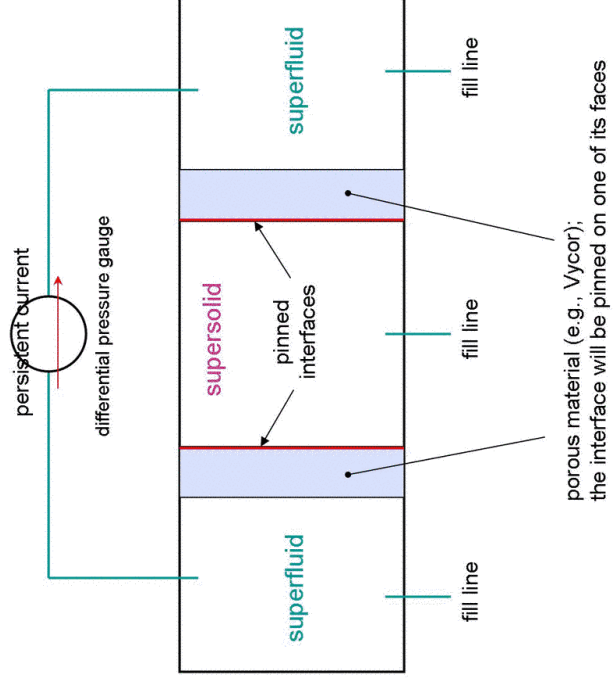 persistent current
differential pressure gauge
superfluid
supersolid
superfluid
pinned
interfaces
fill line
fill line
fill line
porous material (e.g., Vycor);
the interface will be pinned on one of its faces